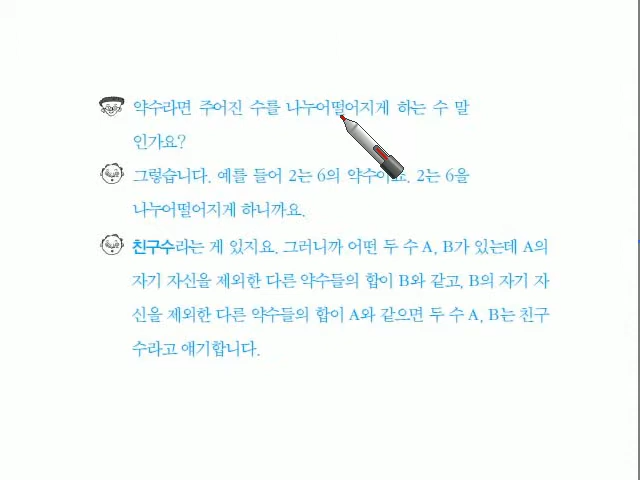 약수라면 주어진 수를 나누어떨어지게 하는 수 말
인가요?
그렇습니다. 예를 들어 2는 6의 약수이요. 2는 6을
나누어떨어지게 하니까요.
친구수라는 게 있지요. 그러니까 어떤 두 수 A, B가 있는데 A의
자기 자신을 제외한 다른 약수들의 합이 B와 같고, B의 자기 자
신을 제외한 다른 약수들의 합이 A와 같으면 두 수 A, B는 친구
수라고 얘기합니다.